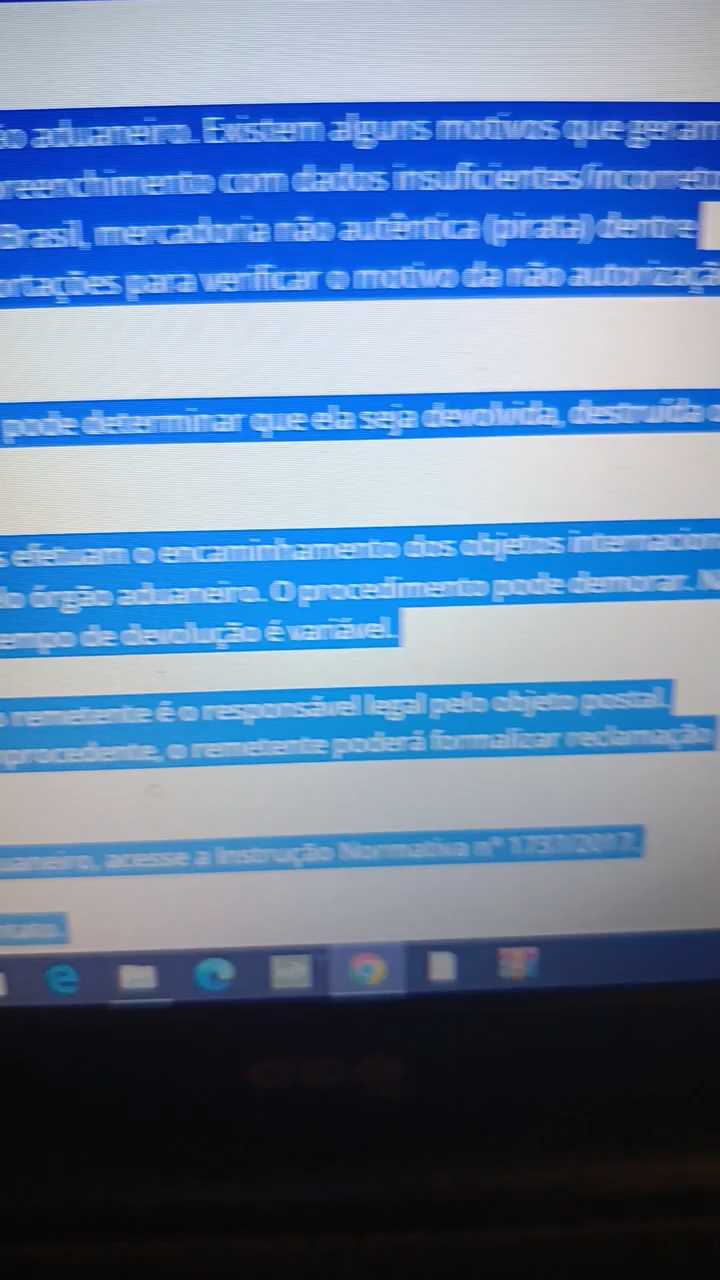 ão aduaneiro. Existem alguns motivos que geram
preenchimento com dados insuficientes/incorreto
Brasil, mercadoria não autêntica (pirata) dentre
ortações para verificar o motivo da não autorizaçã
pode determinar que ela seja devolvida, destruída o
s efetuam o encaminhamento dos objetos internacion
do órgão aduaneiro. O procedimento pode demorar. N
empo de devolução é variável.
o remetente é o responsável legal pelo objeto postal.
procedente, o remetente poderá formalizar reclamação
uaneiro, acesse a Instrução Normativa nº 1737/2017.